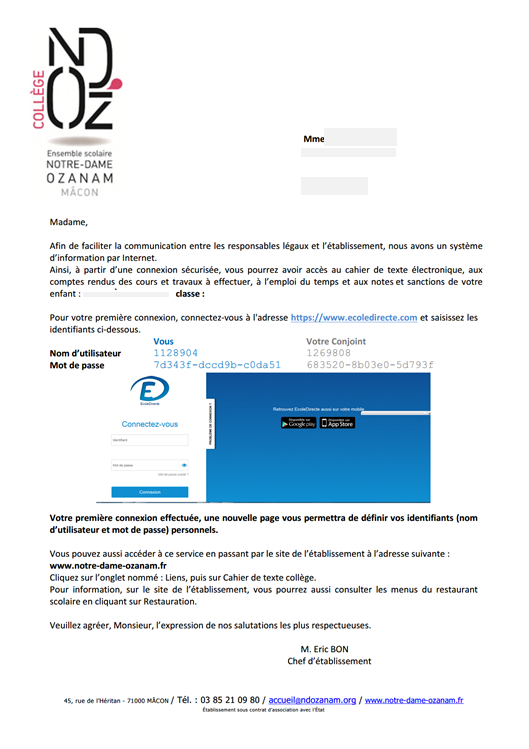 COLLÈGE
NDOZ
Ensemble scolaire
NOTRE-DAME
OZANAM
MÂCON
Mme
Madame,
Afin de faciliter la communication entre les responsables légaux et l'établissement, nous avons un système
d'information par Internet.
Ainsi, à partir d'une connexion sécurisée, vous pourrez avoir accès au cahier de texte électronique, aux
comptes rendus des cours et travaux à effectuer, à l'emploi du temps et aux notes et sanctions de votre
enfant : classe :
Pour votre première connexion, connectez-vous à l'adresse https://www.ecoledirecte.com et saisissez les
identifiants ci-dessous.
Vous Votre Conjoint
Nom d'utilisateur 1128904 1269808
Mot de passe 7d343f-dccd9b-c0da51 683520-8b03e0-5d793f
EcoleDirecte
Connectez-vous
Identifiant
Mot de passe
Mot de passe oublié ?
Connexion
PROBLEME DE CONNEXION ?
Retrouvez EcoleDirecte aussi sur votre mobile
Disponible sur Google play
Disponible sur App Store
Votre première connexion effectuée, une nouvelle page vous permettra de définir vos identifiants (nom
d'utilisateur et mot de passe) personnels.
Vous pouvez aussi accéder à ce service en passant par le site de l'établissement à l'adresse suivante :
www.notre-dame-ozanam.fr
Cliquez sur l'onglet nommé : Liens, puis sur Cahier de texte collège.
Pour information, sur le site de l'établissement, vous pourrez aussi consulter les menus du restaurant
scolaire en cliquant sur Restauration.
Veuillez agréer, Monsieur, l'expression de nos salutations les plus respectueuses.
M. Eric BON
Chef d'établissement
45, rue de l'Héritan - 71000 MÂCON / Tél. : 03 85 21 09 80 / accueil@ndozanam.org / www.notre-dame-ozanam.fr
Établissement sous contrat d'association avec l'État